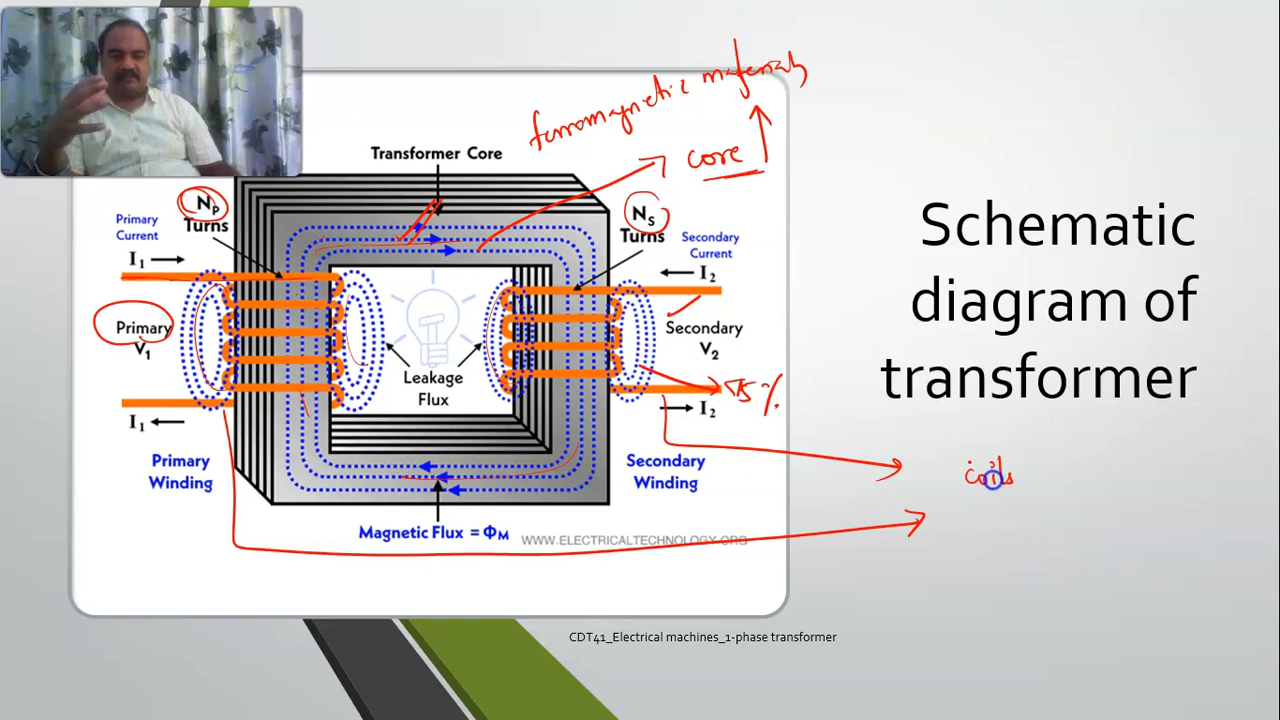 ferromagnetic materials
Transformer Core
core
NP
Turns
NS
Turns
Primary
Current
Secondary
Current
I1
I2
Primary
V1
Secondary
V2
Leakage
Flux
I1
I2
Primary
Winding
Secondary
Winding
Magnetic Flux = ΦM
WWW.ELECTRICALTECHNOLOGY.ORG
Schematic
diagram of
transformer
coils
CDT41_Electrical machines_1-phase transformer